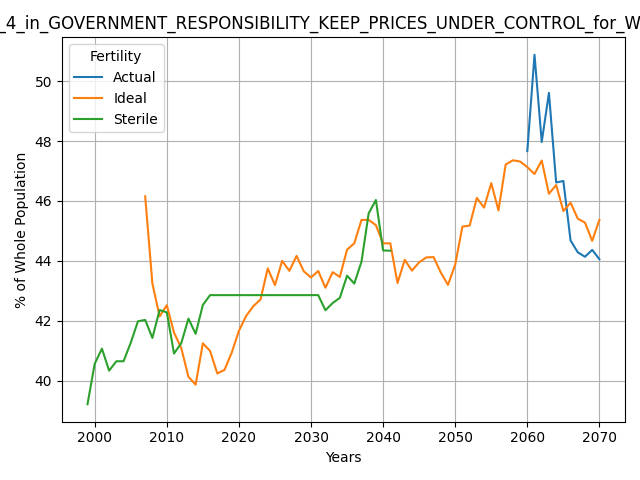 _4_in_GOVERNMENT_RESPONSIBILITY_KEEP_PRICES_UNDER_CONTROL_for_W
Fertility
Actual
Ideal
Sterile
% of Whole Population
50
48
46
44
42
40
2000 2010 2020 2030 2040 2050 2060 2070
Years